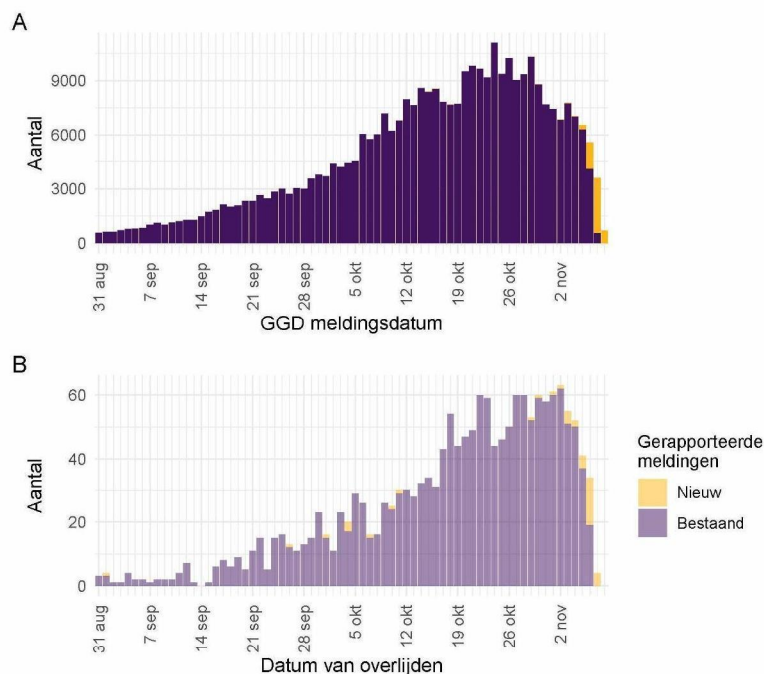 A
Aantal
9000
6000
3000
0
31 aug
7 sep
14 sep
21 sep
28 sep
5 okt
12 okt
19 okt
26 okt
2 nov
GGD meldingsdatum
B
Aantal
60
40
20
0
31 aug
7 sep
14 sep
21 sep
28 sep
5 okt
12 okt
19 okt
26 okt
2 nov
Datum van overlijden
Gerapporteerde
meldingen
Nieuw
Bestaand